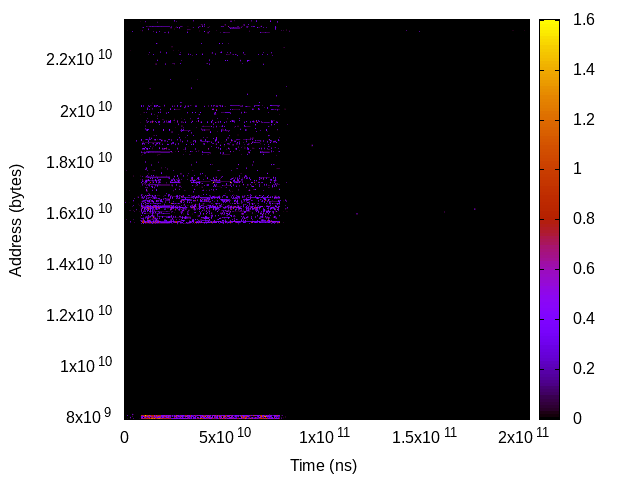 2.2x10 10
2x10 10
1.8x10 10
1.6x10 10
1.4x10 10
1.2x10 10
1x10 10
8x10 9
Address (bytes)
0
5x10 10
1x10 11
1.5x10 11
2x10 11
Time (ns)
1.6
1.4
1.2
1
0.8
0.6
0.4
0.2
0